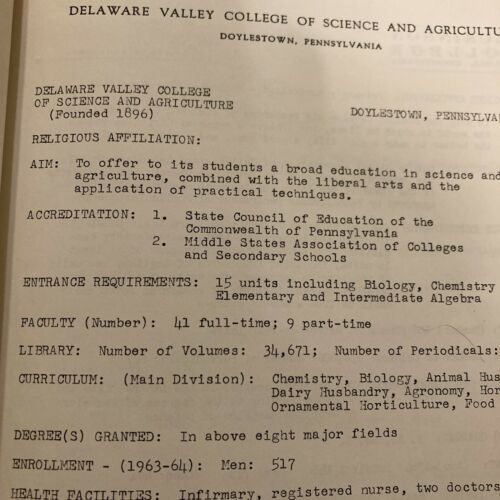 DELAWARE VALLEY COLLEGE OF SCIENCE AND AGRICULTU
DOYLESTOWN, PENNSYLVANIA
DELAWARE VALLEY COLLEGE
OF SCIENCE AND AGRICULTURE
(Founded 1896)
DOYLESTOWN, PENNSYLVA
RELIGIOUS AFFILIATION:
AIM: To offer to its students a broad education in science and
agriculture, combined with the liberal arts and the
application of practical techniques.
ACCREDITATION: 1. State Council of Education of the
Commonwealth of Pennsylvania
2. Middle States Association of Colleges
and Secondary Schools
ENTRANCE REQUIREMENTS: 15 units including Biology, Chemistry
Elementary and Intermediate Algebra
FACULTY (Number): 41 full-time; 9 part-time
LIBRARY: Number of Volumes: 34,671; Number of Periodicals:
CURRICULUM: (Main Division): Chemistry, Biology, Animal Hus
Dairy Husbandry, Agronomy, Hor
Ornamental Horticulture, Food
DEGREE(S) GRANTED: In above eight major fields
ENROLLMENT - (1963-64): Men: 517
HEALTH FACILITIES: Infirmary, registered nurse, two doctors